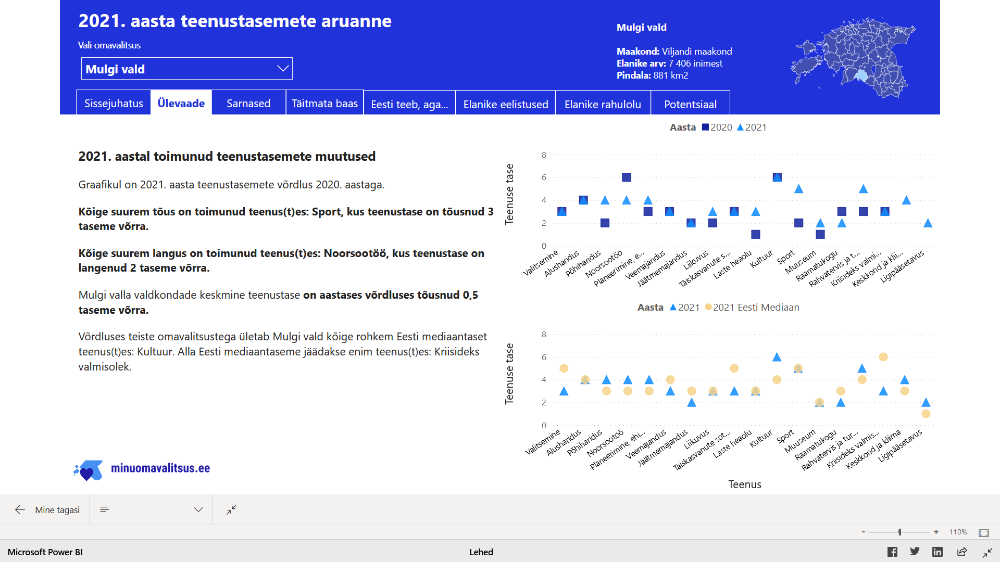 2021. aasta teenustasemete aruanne
Vali omavalitsus
Mulgi vald
Mulgi vald
Maakond: Viljandi maakond
Elanike arv: 7 406 inimest
Pindala: 881 km2
Sissejuhatus
Ülevaade
Sarnased
Täitmata baas
Eesti teeb, aga...
Elanike eelistused
Elanike rahulolu
Potentsiaal
2021. aastal toimunud teenustasemete muutused
Graafikul on 2021. aasta teenustasemete võrdlus 2020. aastaga.
Kõige suurem tõus on toimunud teenus(t)es: Sport, kus teenustase on tõusnud 3
taseme võrra.
Kõige suurem langus on toimunud teenus(t)es: Noorsootöö, kus teenustase on
langenud 2 taseme võrra.
Mulgi valla valdkondade keskmine teenustase on aastases võrdluses tõusnud 0,5
taseme võrra.
Võrdluses teiste omavalitsustega ületab Mulgi vald kõige rohkem Eesti mediaantaset
teenus(t)es: Kultuur. Alla Eesti mediaantaseme jäädakse enim teenus(t)es: Kriisideks
valmisolek.
minuomavalitsus.ee
Aasta 2020 2021
Teenuse tase
8
6
4
2
0
Valitsemine
Alusharidus
Põhiharidus
Noorsootöö
Planeerimine, e...
Veemajandus
Jäätmemajandus
Liikuvus
Täiskasvanute s...
Laste heaolu
Kultuur
Sport
Muuseum
Raamatukogu
Rahvatervis ja t...
Kriisideks valmi...
Keskkond ja klii...
Ligipääsetavus
Aasta 2021 2021 Eesti Mediaan
Teenuse tase
8
6
4
2
0
Valitsemine
Alusharidus
Põhiharidus
Noorsootöö
Planeerimine, ehi...
Veemajandus
Jäätmemajandus
Liikuvus
Täiskasvanute sot...
Laste heaolu
Kultuur
Sport
Muuseum
Raamatukogu
Rahvatervis ja tur...
Kriisideks valmis...
Keskkond ja kliima
Ligipääsetavus
Teenus
Mine tagasi
- + 110%
Microsoft Power BI
Lehed